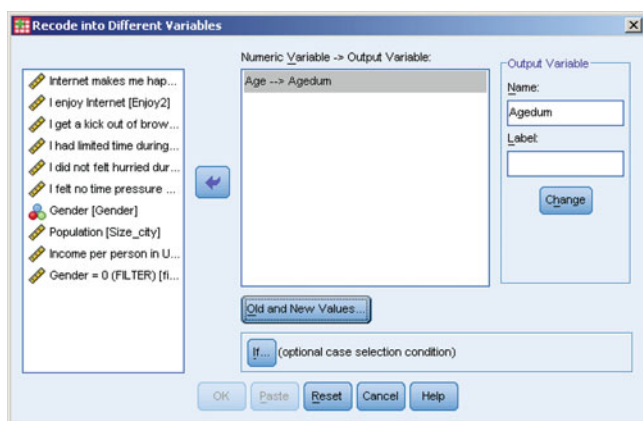 Recode into Different Variables
Internet makes me hap...
I enjoy Internet [Enjoy2]
I get a kick out of brow...
I had limited time during...
I did not felt hurried dur...
I felt no time pressure ...
Gender [Gender]
Population [Size_city]
Income per person in U...
Gender = 0 (FILTER) [fi...
Numeric Variable -> Output Variable:
Age --> Agedum
Output Variable
Name:
Agedum
Label:
Change
Old and New Values...
If... (optional case selection condition)
OK Paste Reset Cancel Help